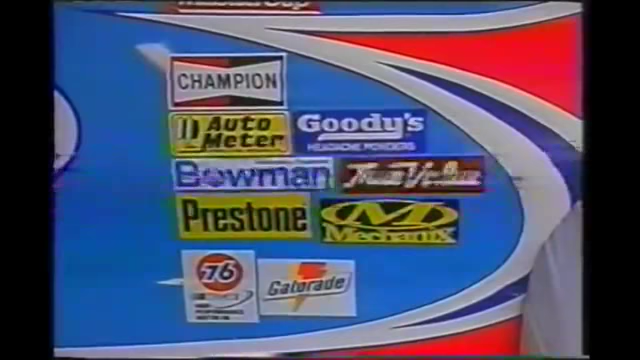 CHAMPION
Auto Meter
Goody's
HEADACHE POWDERS
Bowman
True Value
Prestone
Mechanix
76
Gatorade